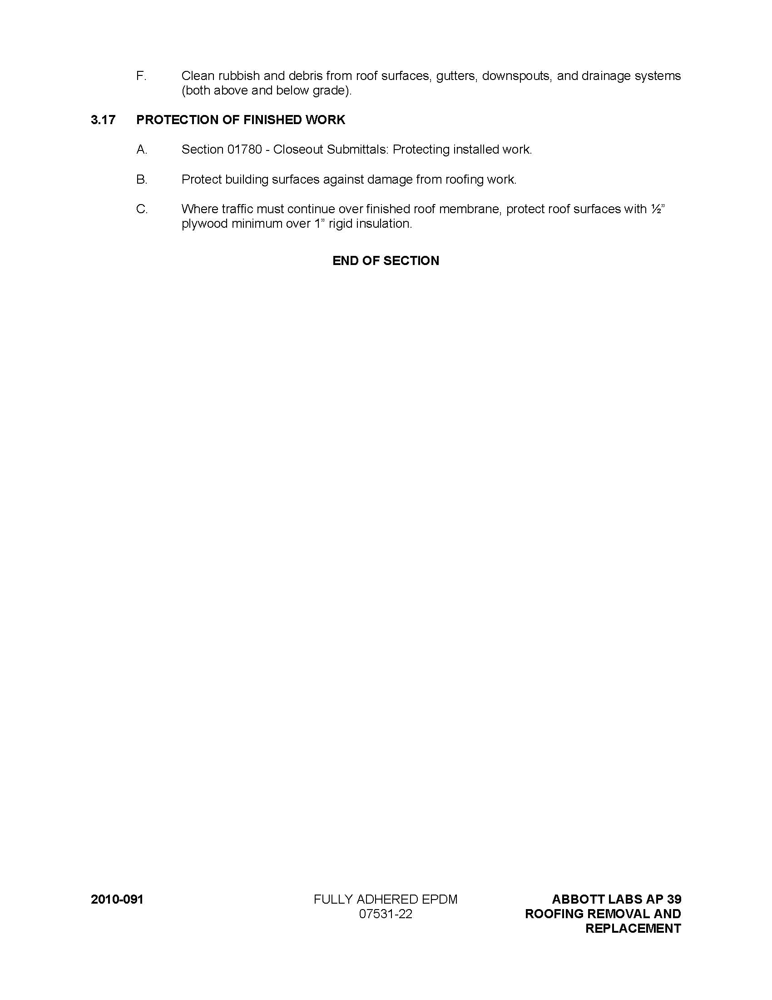 F. Clean rubbish and debris from roof surfaces, gutters, downspouts, and drainage systems
(both above and below grade).
3.17 PROTECTION OF FINISHED WORK
A. Section 01780 - Closeout Submittals: Protecting installed work.
B. Protect building surfaces against damage from roofing work.
C. Where traffic must continue over finished roof membrane, protect roof surfaces with ½”
plywood minimum over 1” rigid insulation.
END OF SECTION
2010-091 FULLY ADHERED EPDM ABBOTT LABS AP 39
07531-22 ROOFING REMOVAL AND
REPLACEMENT